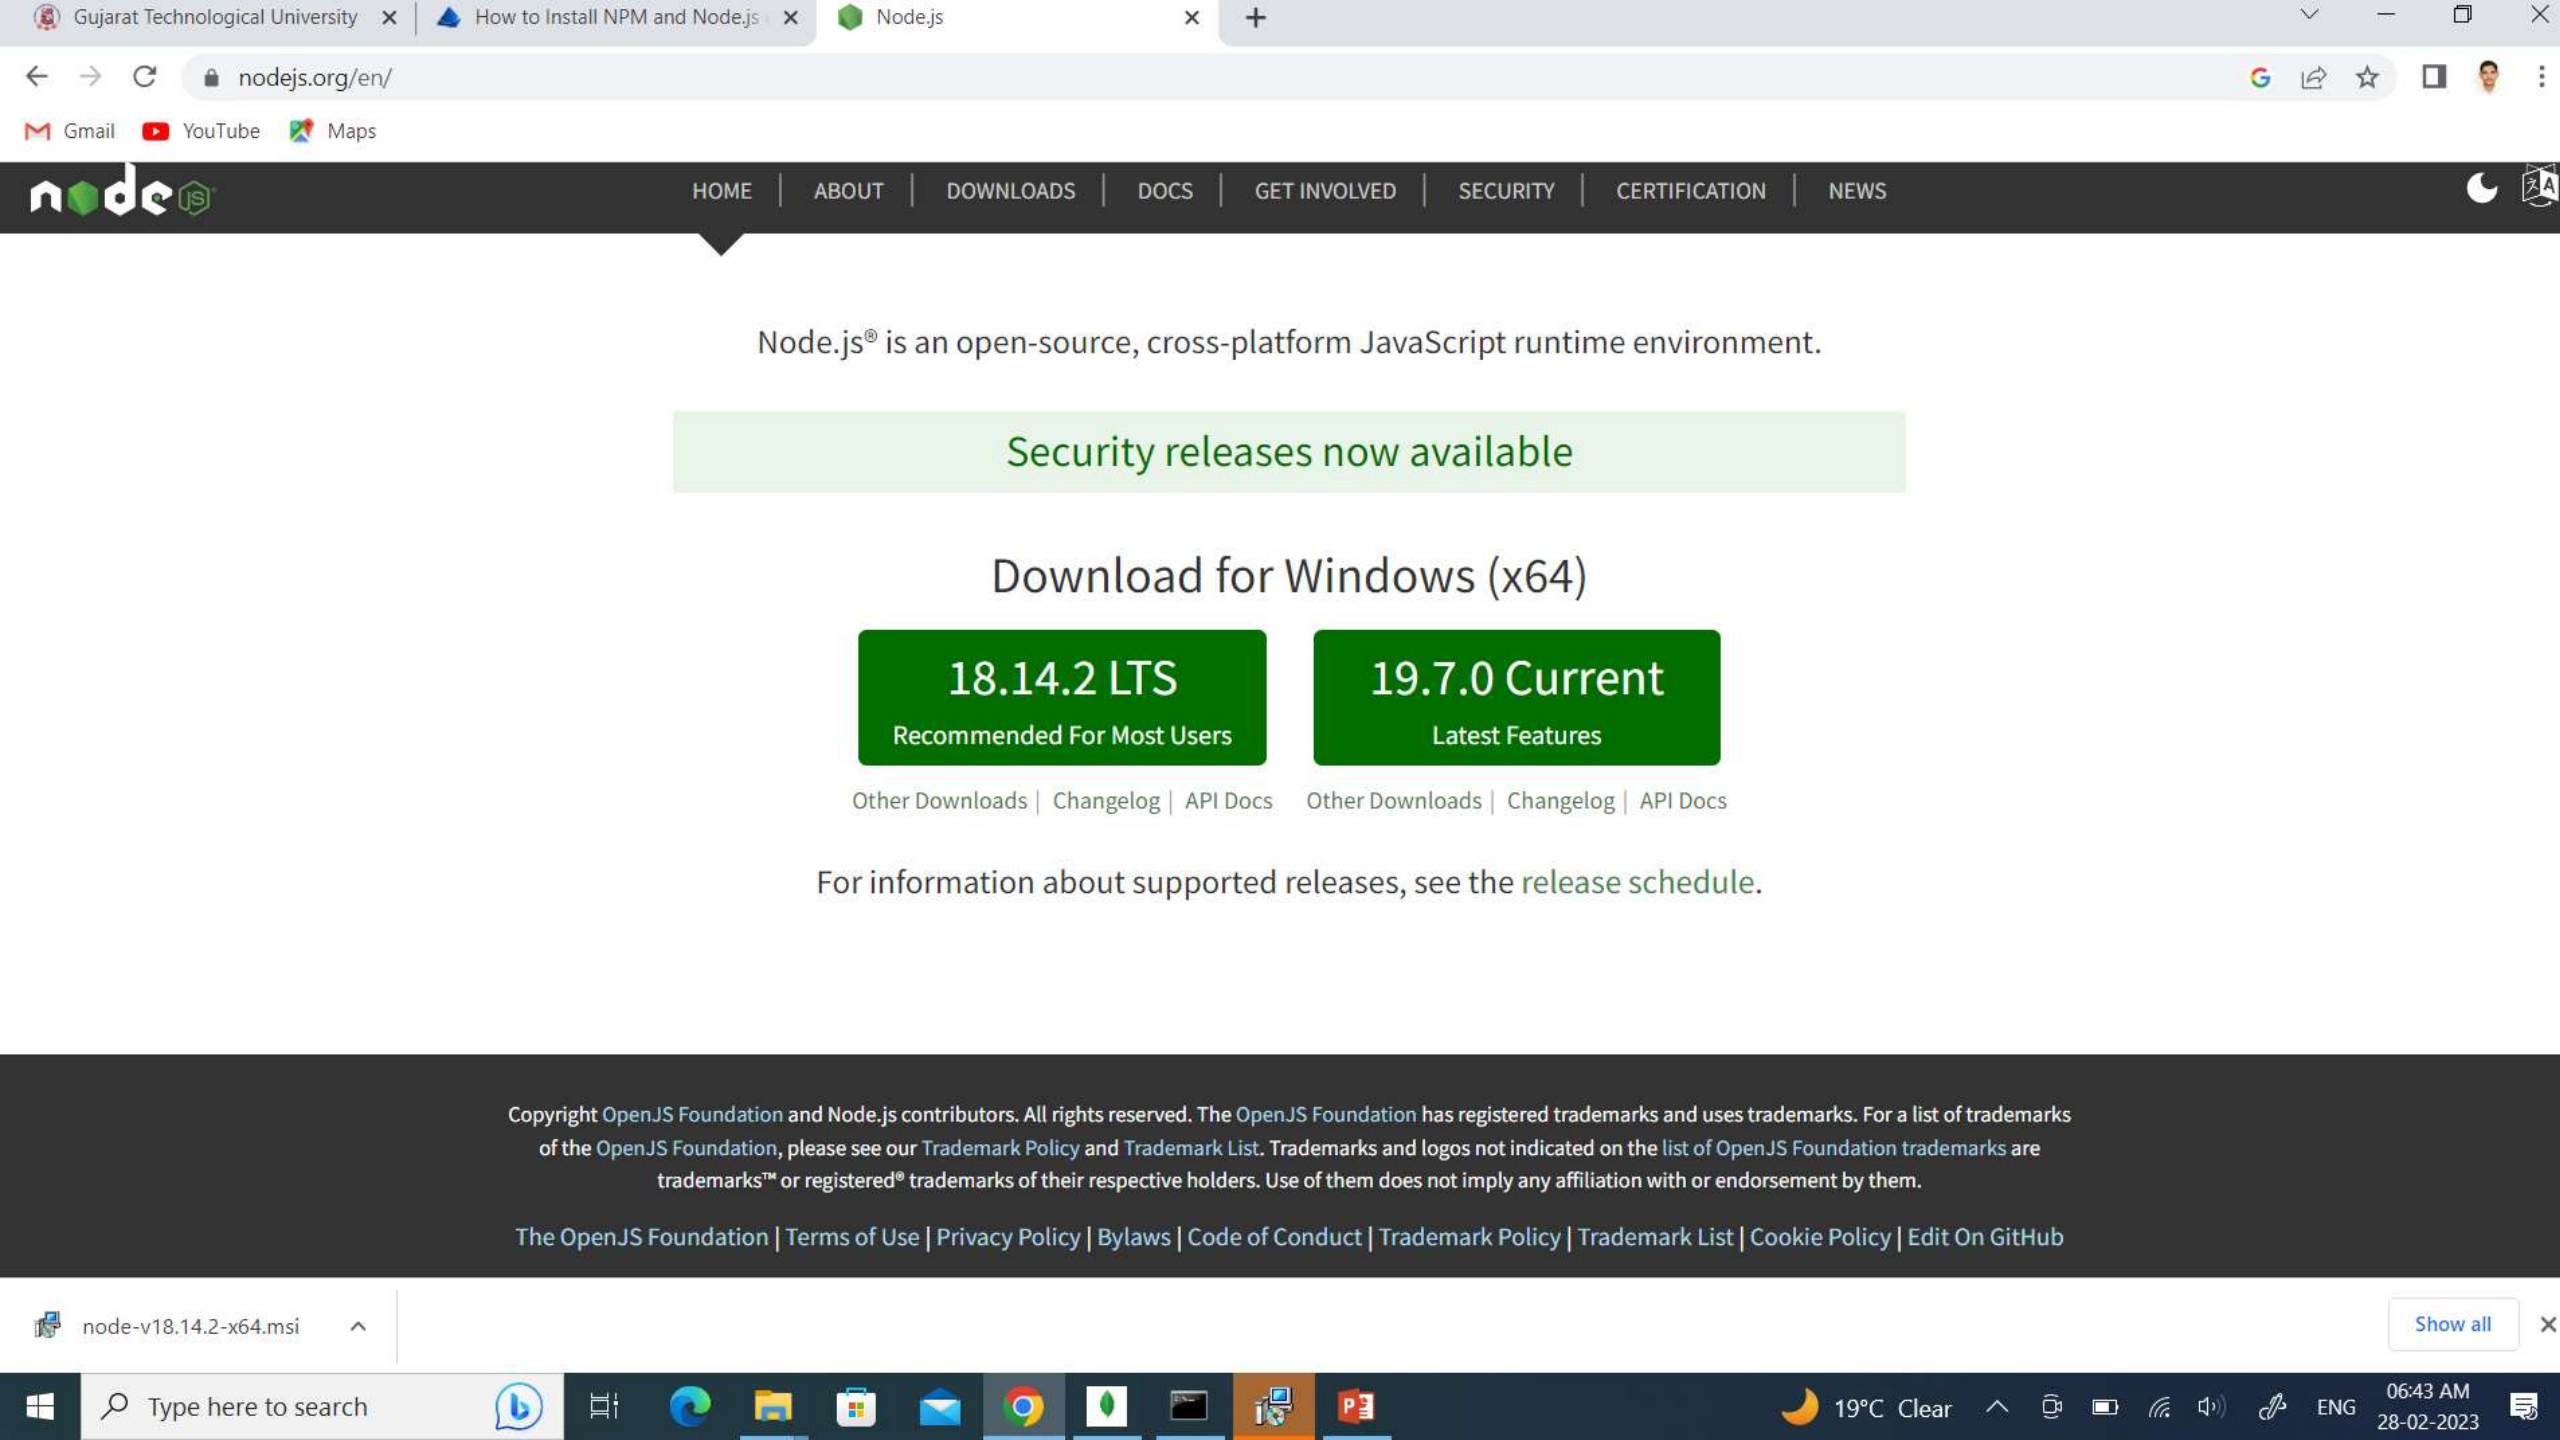 Gujarat Technological University
How to Install NPM and Node.js
Node.js
nodejs.org/en/
Gmail YouTube Maps
node JS
HOME | ABOUT | DOWNLOADS | DOCS | GET INVOLVED | SECURITY | CERTIFICATION | NEWS
Node.js® is an open-source, cross-platform JavaScript runtime environment.
Security releases now available
Download for Windows (x64)
18.14.2 LTS
Recommended For Most Users
19.7.0 Current
Latest Features
Other Downloads | Changelog | API Docs
Other Downloads | Changelog | API Docs
For information about supported releases, see the release schedule.
Copyright OpenJS Foundation and Node.js contributors. All rights reserved. The OpenJS Foundation has registered trademarks and uses trademarks. For a list of trademarks
of the OpenJS Foundation, please see our Trademark Policy and Trademark List. Trademarks and logos not indicated on the list of OpenJS Foundation trademarks are
trademarks™ or registered® trademarks of their respective holders. Use of them does not imply any affiliation with or endorsement by them.
The OpenJS Foundation | Terms of Use | Privacy Policy | Bylaws | Code of Conduct | Trademark Policy | Trademark List | Cookie Policy | Edit On GitHub
node-v18.14.2-x64.msi
Show all
Type here to search
19°C Clear
ENG
06:43 AM
28-02-2023